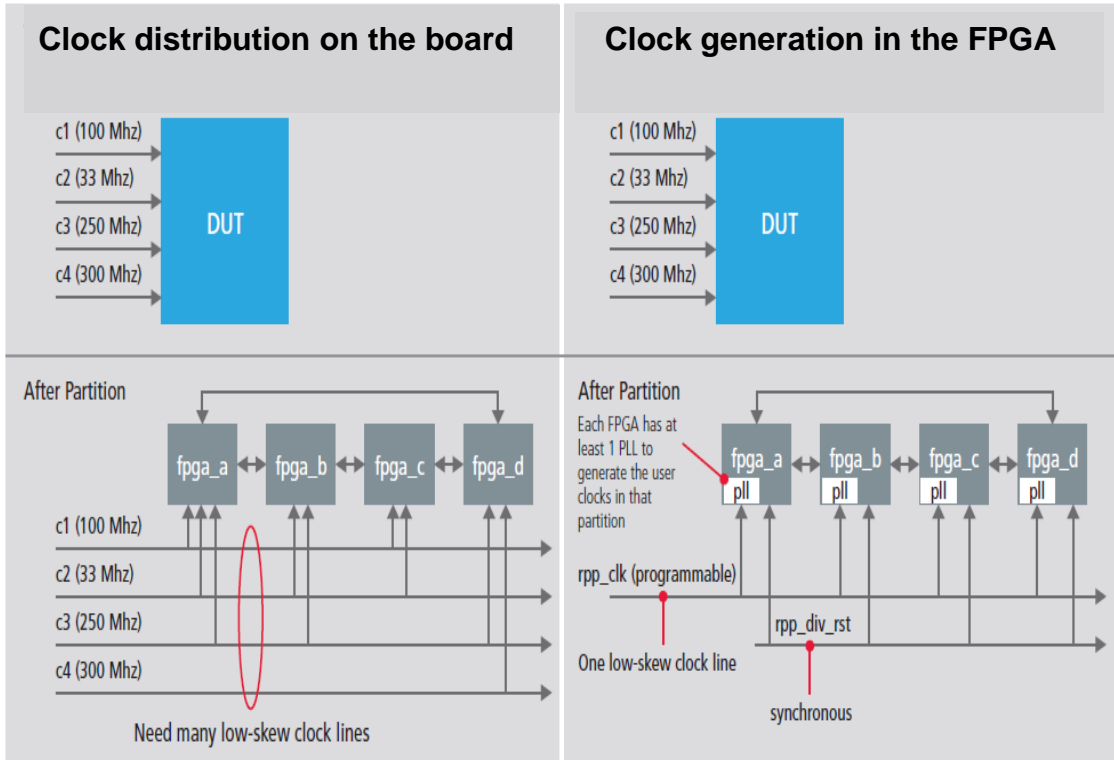 Clock distribution on the board
c1 (100 Mhz)
c2 (33 Mhz)
c3 (250 Mhz)
c4 (300 Mhz)
DUT
After Partition
fpga_a
fpga_b
fpga_c
fpga_d
c1 (100 Mhz)
c2 (33 Mhz)
c3 (250 Mhz)
c4 (300 Mhz)
Need many low-skew clock lines
Clock generation in the FPGA
c1 (100 Mhz)
c2 (33 Mhz)
c3 (250 Mhz)
c4 (300 Mhz)
DUT
After Partition
Each FPGA has at
least 1 PLL to
generate the user
clocks in that
partition
fpga_a
pll
fpga_b
pll
fpga_c
pll
fpga_d
pll
rpp_clk (programmable)
rpp_div_rst
One low-skew clock line
synchronous